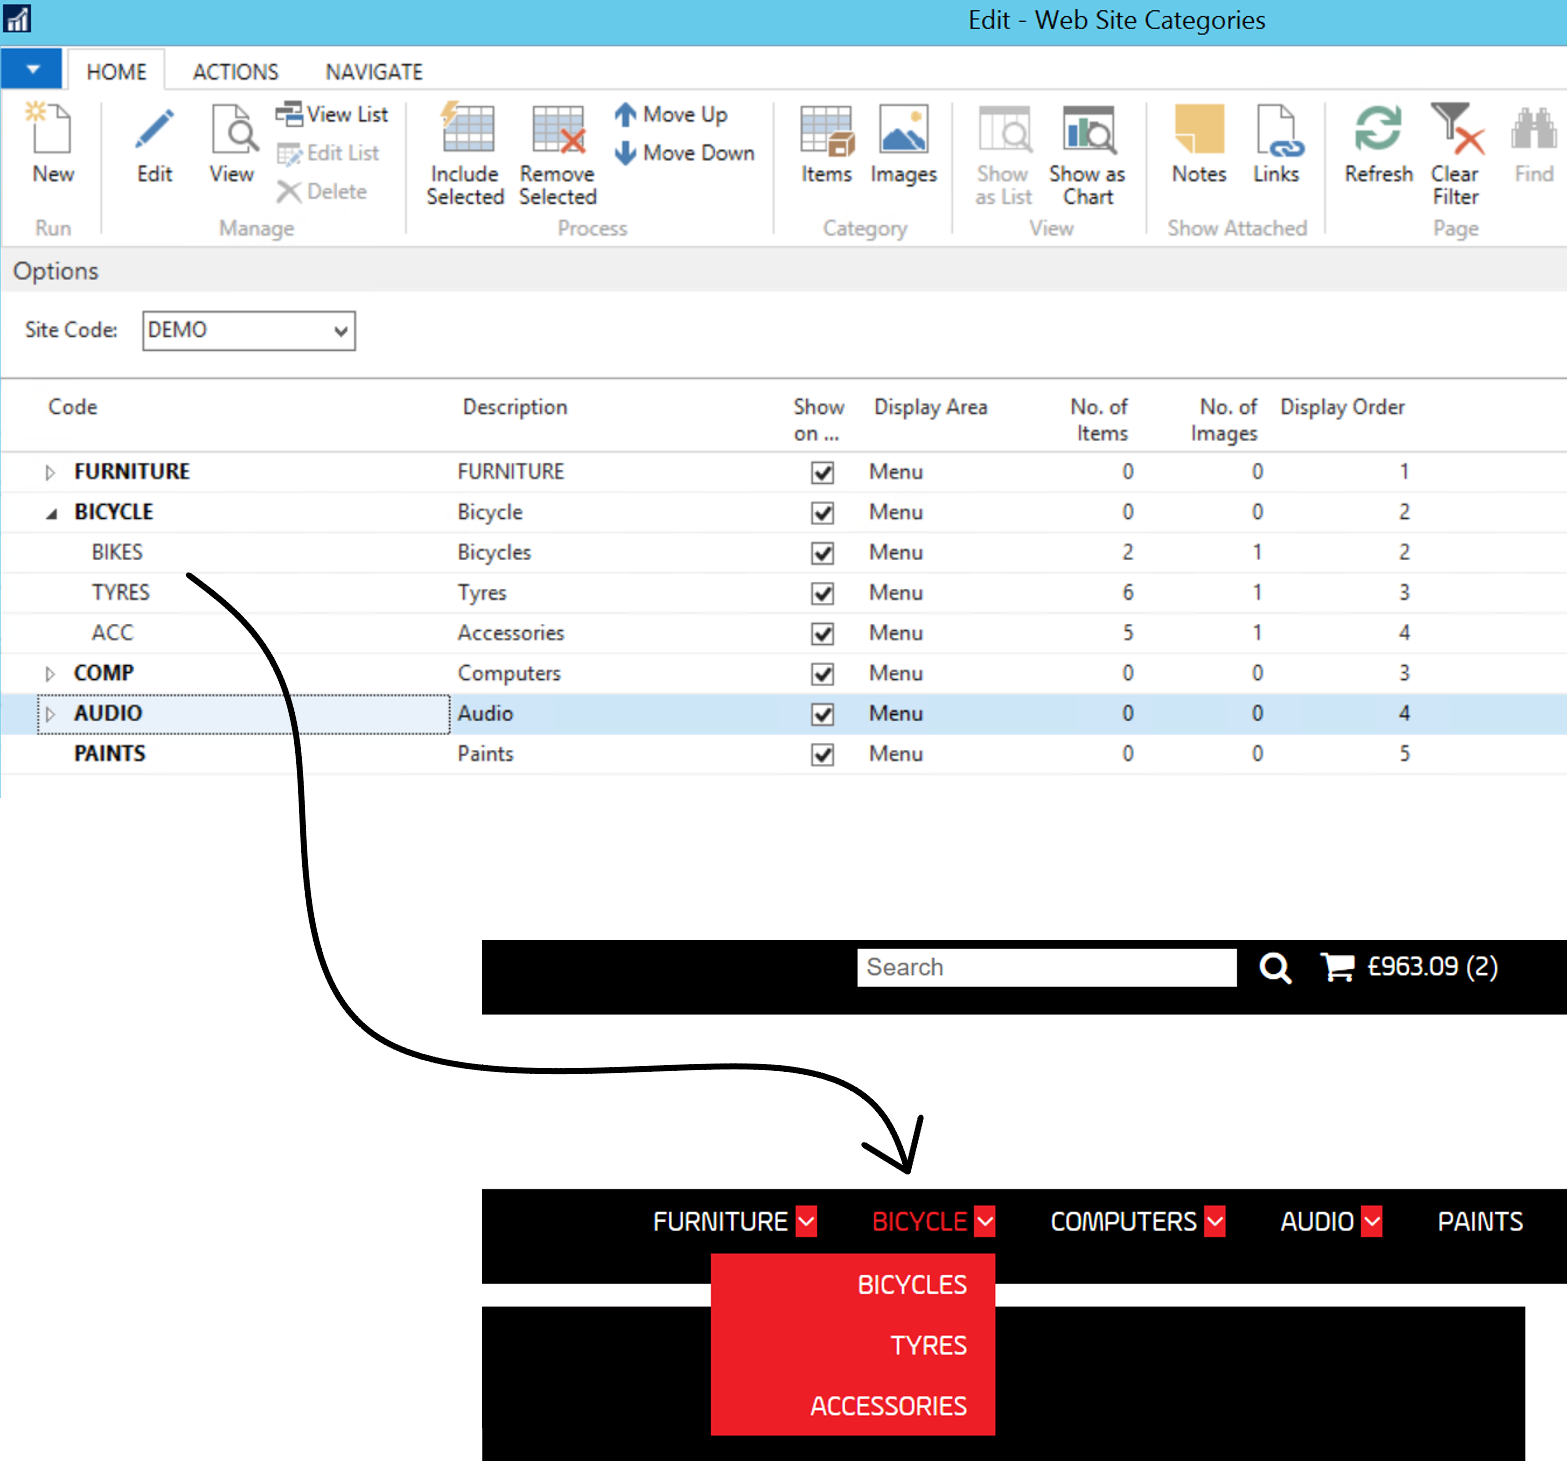 Edit - Web Site Categories
HOME ACTIONS NAVIGATE
New
Edit
View
View List
Edit List
Delete
Include Selected
Remove Selected
Move Up
Move Down
Items
Images
Show as List
Show as Chart
Notes
Links
Refresh
Clear Filter
Find
Run Manage Process Category View Show Attached Page
Options
Site Code: DEMO
Code Description Show on ... Display Area No. of Items No. of Images Display Order
FURNITURE FURNITURE Menu 0 0 1
BICYCLE Bicycle Menu 0 0 2
BIKES Bicycles Menu 2 1 2
TYRES Tyres Menu 6 1 3
ACC Accessories Menu 5 1 4
COMP Computers Menu 0 0 3
AUDIO Audio Menu 0 0 4
PAINTS Paints Menu 0 0 5
Search £963.09 (2)
FURNITURE BICYCLE COMPUTERS AUDIO PAINTS
BICYCLES
TYRES
ACCESSORIES